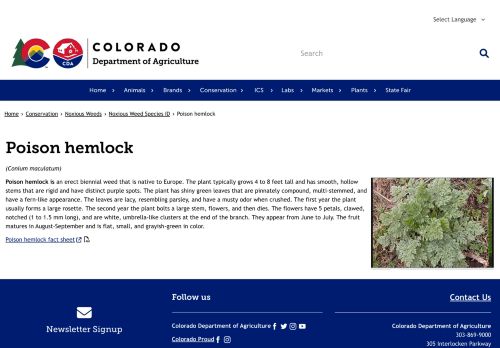 Select Language
COLORADO
Department of Agriculture
CDA
Search
Home
Animals
Brands
Conservation
ICS
Labs
Markets
Plants
State Fair
Home › Conservation › Noxious Weeds › Noxious Weed Species ID › Poison hemlock
Poison hemlock
(Conium maculatum)
Poison hemlock is an erect biennial weed that is native to Europe. The plant typically grows 4 to 8 feet tall and has smooth, hollow
stems that are rigid and have distinct purple spots. The plant has shiny green leaves that are pinnately compound, multi-stemmed, and
have a fern-like appearance. The leaves are lacy, resembling parsley, and have a musty odor when crushed. The first year the plant
usually forms a large rosette. The second year the plant bolts a large stem, flowers, and then dies. The flowers have 5 petals, clawed,
notched (1 to 1.5 mm long), and are white, umbrella-like clusters at the end of the branch. They appear from June to July. The fruit
matures in August-September and is flat, small, and grayish-green in color.
Poison hemlock fact sheet
Newsletter Signup
Follow us
Colorado Department of Agriculture
Colorado Proud
Contact Us
Colorado Department of Agriculture
303-869-9000
305 Interlocken Parkway